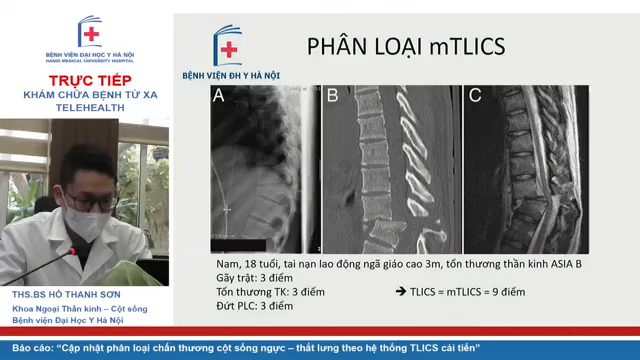 BỆNH VIỆN ĐẠI HỌC Y HÀ NỘI
HANOI MEDICAL UNIVERSITY HOSPITAL
TRỰC TIẾP
KHÁM CHỮA BỆNH TỪ XA
TELEHEALTH
BỆNH VIỆN ĐH Y HÀ NỘI
PHÂN LOẠI mTLICS
A
B
C
Nam, 18 tuổi, tai nạn lao động ngã giáo cao 3m, tổn thương thần kinh ASIA B
Gãy trật: 3 điểm
Tổn thương TK: 3 điểm
➔ TLICS = mTLICS = 9 điểm
Đứt PLC: 3 điểm
THS.BS HỒ THANH SƠN
Khoa Ngoại Thần kinh – Cột sống
Bệnh viện Đại Học Y Hà Nội
Báo cáo: “Cập nhật phân loại chấn thương cột sống ngực – thắt lưng theo hệ thống TLICS cải tiến”